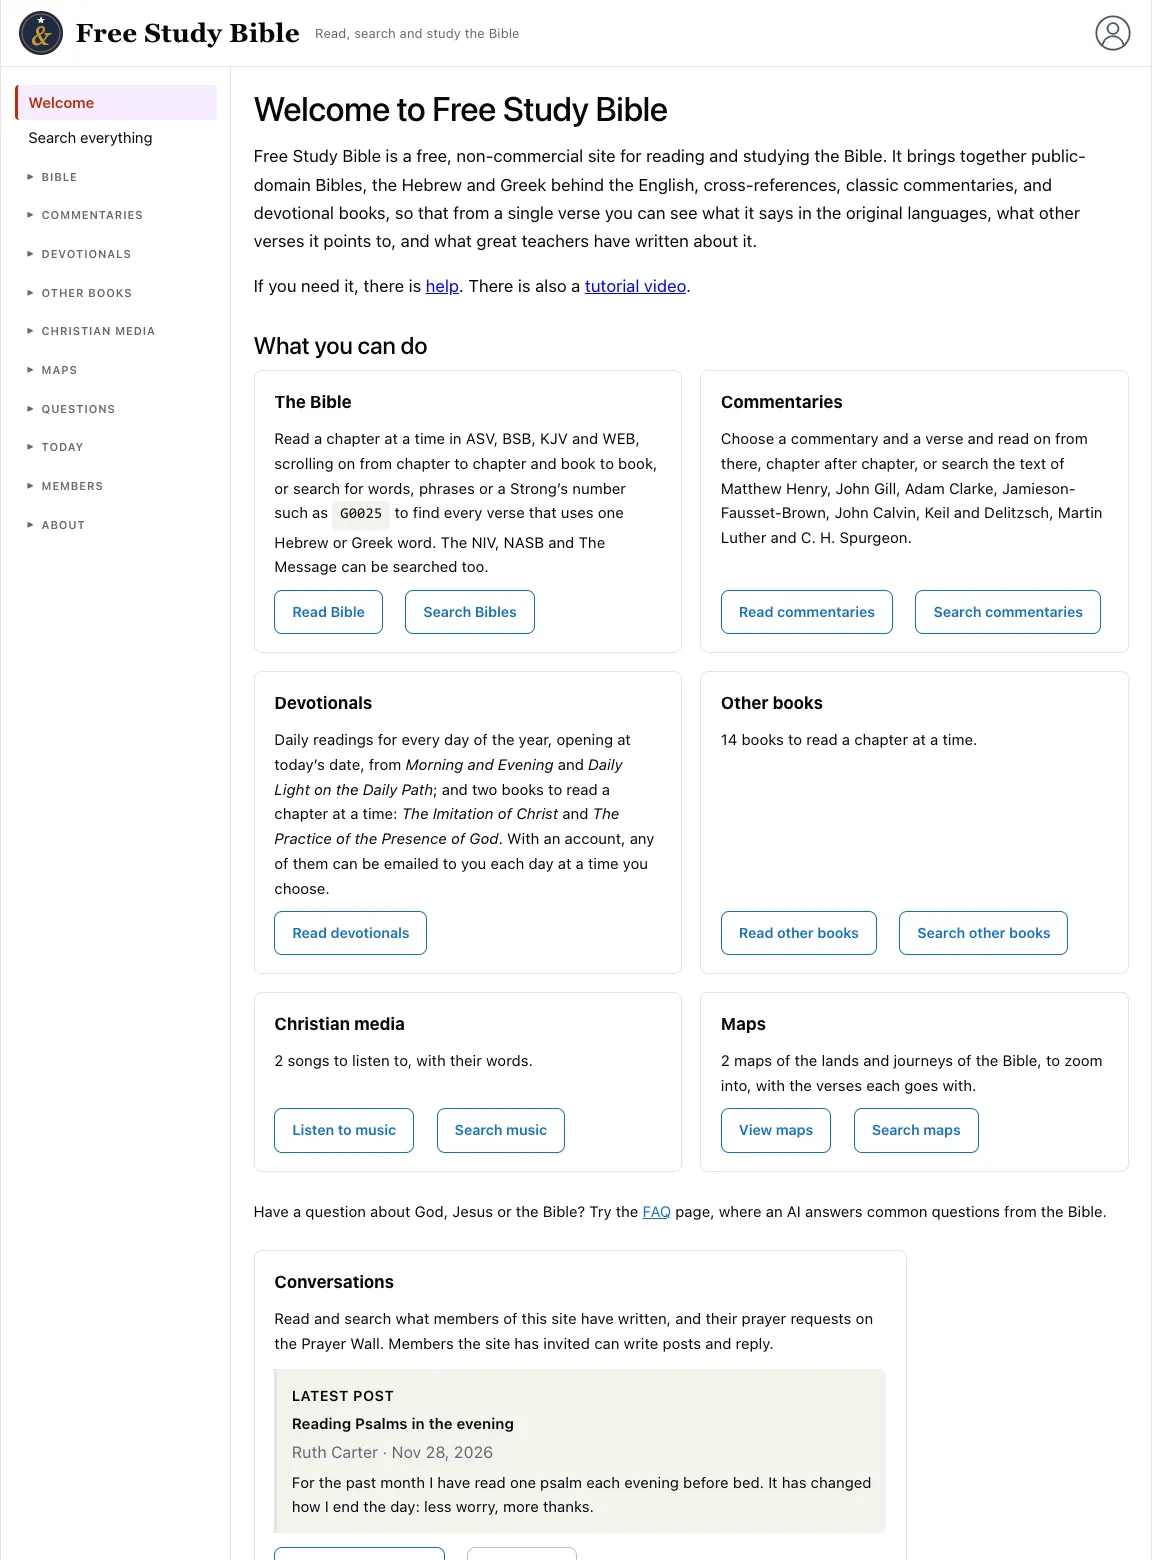 &
Free Study Bible
Read, search and study the Bible
Welcome
Search everything
BIBLE
COMMENTARIES
DEVOTIONALS
OTHER BOOKS
CHRISTIAN MEDIA
MAPS
QUESTIONS
TODAY
MEMBERS
ABOUT
Welcome to Free Study Bible
Free Study Bible is a free, non-commercial site for reading and studying the Bible. It brings together public-
domain Bibles, the Hebrew and Greek behind the English, cross-references, classic commentaries, and
devotional books, so that from a single verse you can see what it says in the original languages, what other
verses it points to, and what great teachers have written about it.
If you need it, there is help. There is also a tutorial video.
What you can do
The Bible
Read a chapter at a time in ASV, BSB, KJV and WEB,
scrolling on from chapter to chapter and book to book,
or search for words, phrases or a Strong's number
such as G0025 to find every verse that uses one
Hebrew or Greek word. The NIV, NASB and The
Message can be searched too.
Read Bible
Search Bibles
Commentaries
Choose a commentary and a verse and read on from
there, chapter after chapter, or search the text of
Matthew Henry, John Gill, Adam Clarke, Jamieson-
Fausset-Brown, John Calvin, Keil and Delitzsch, Martin
Luther and C. H. Spurgeon.
Read commentaries
Search commentaries
Devotionals
Daily readings for every day of the year, opening at
today's date, from Morning and Evening and Daily
Light on the Daily Path; and two books to read a
chapter at a time: The Imitation of Christ and The
Practice of the Presence of God. With an account, any
of them can be emailed to you each day at a time you
choose.
Read devotionals
Other books
14 books to read a chapter at a time.
Read other books
Search other books
Christian media
2 songs to listen to, with their words.
Listen to music
Search music
Maps
2 maps of the lands and journeys of the Bible, to zoom
into, with the verses each goes with.
View maps
Search maps
Have a question about God, Jesus or the Bible? Try the FAQ page, where an AI answers common questions from the Bible.
Conversations
Read and search what members of this site have written, and their prayer requests on
the Prayer Wall. Members the site has invited can write posts and reply.
LATEST POST
Reading Psalms in the evening
Ruth Carter · Nov 28, 2026
For the past month I have read one psalm each evening before bed. It has changed
how I end the day: less worry, more thanks.